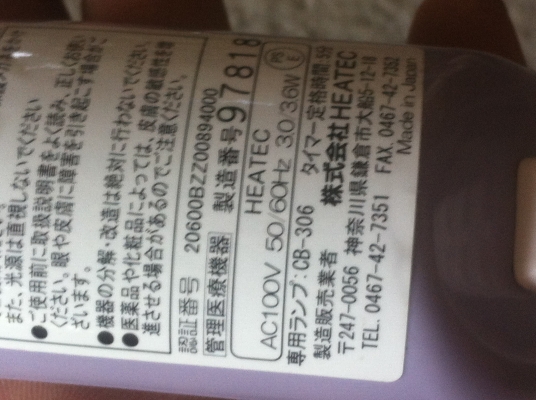 また、光源は直視しないでください
●ご使用前に取扱説明書をよく読み、正しくお使い
ください。眼や皮膚に障害を引き起こす場合がご
ざいます。
●機器の分解・改造は絶対に行わないでください
●医薬品や化粧品によっては、皮膚の敏感性を増
進させる場合があるのでご注意ください。
認証番号 20600BZZ00894000
管理医療機器 製造番号 97818
HEATEC
AC100V 50/60Hz 30/36W PS E
専用ランプ:CB-306 タイマー定格時間:5分
製造販売業者 株式会社HEATEC
〒247-0056 神奈川県鎌倉市大船5-12-18
TEL. 0467-42-7351 FAX. 0467-42-7352
Made in Japan